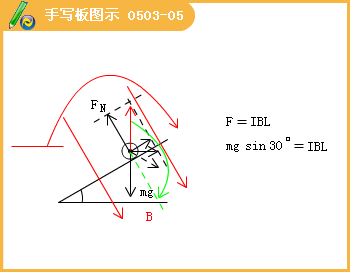 手写板图示 0503-05
F_N
F = IBL
mg sin 30° = IBL
mg
B